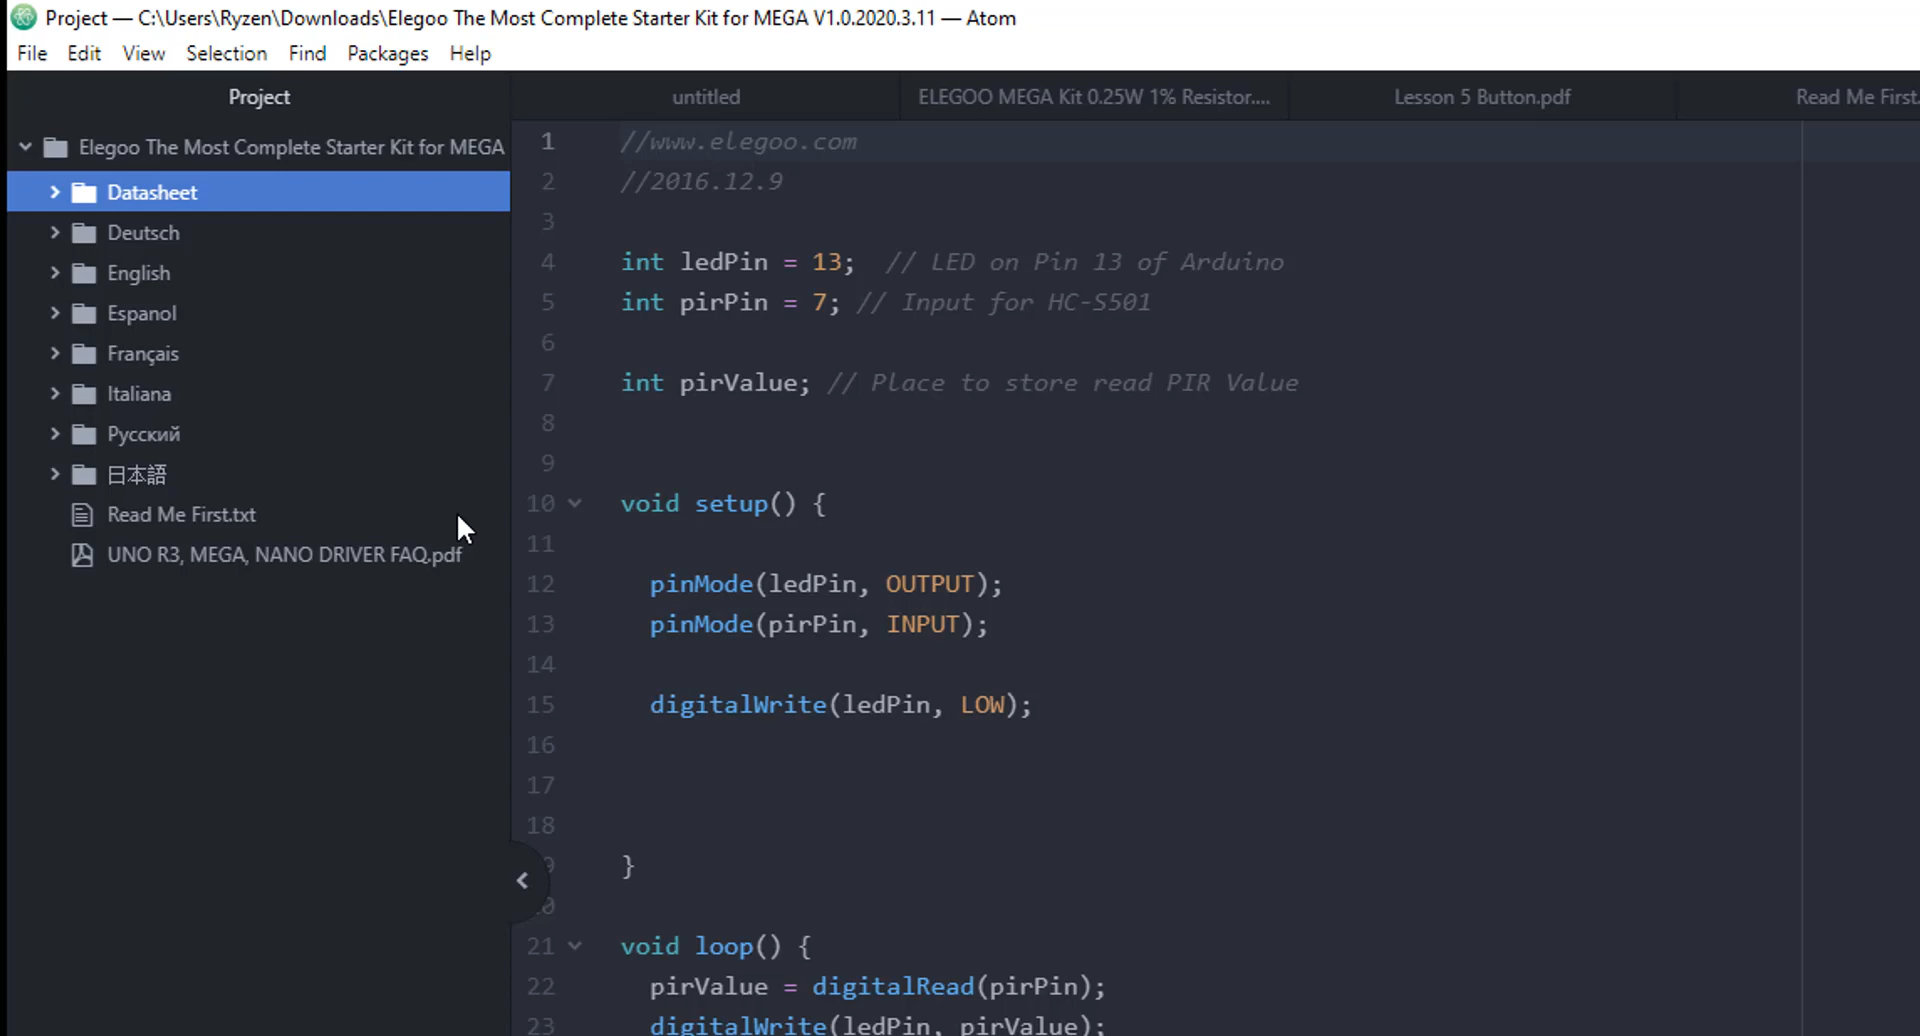 Project — C:\Users\Ryzen\Downloads\Elegoo The Most Complete Starter Kit for MEGA V1.0.2020.3.11 — Atom
File Edit View Selection Find Packages Help
Project
Elegoo The Most Complete Starter Kit for MEGA
Datasheet
Deutsch
English
Espanol
Français
Italiana
Русский
日本語
Read Me First.txt
UNO R3, MEGA, NANO DRIVER FAQ.pdf
untitled ELEGOO MEGA Kit 0.25W 1% Resistor.... Lesson 5 Button.pdf Read Me First.
1 //www.elegoo.com
2 //2016.12.9
3
4 int ledPin = 13;  // LED on Pin 13 of Arduino
5 int pirPin = 7; // Input for HC-S501
6
7 int pirValue; // Place to store read PIR Value
8
9
10 void setup() {
11
12 pinMode(ledPin, OUTPUT);
13 pinMode(pirPin, INPUT);
14
15 digitalWrite(ledPin, LOW);
16
17
18
9 }
0
21 void loop() {
22 pirValue = digitalRead(pirPin);
23 digitalWrite(ledPin, pirValue);